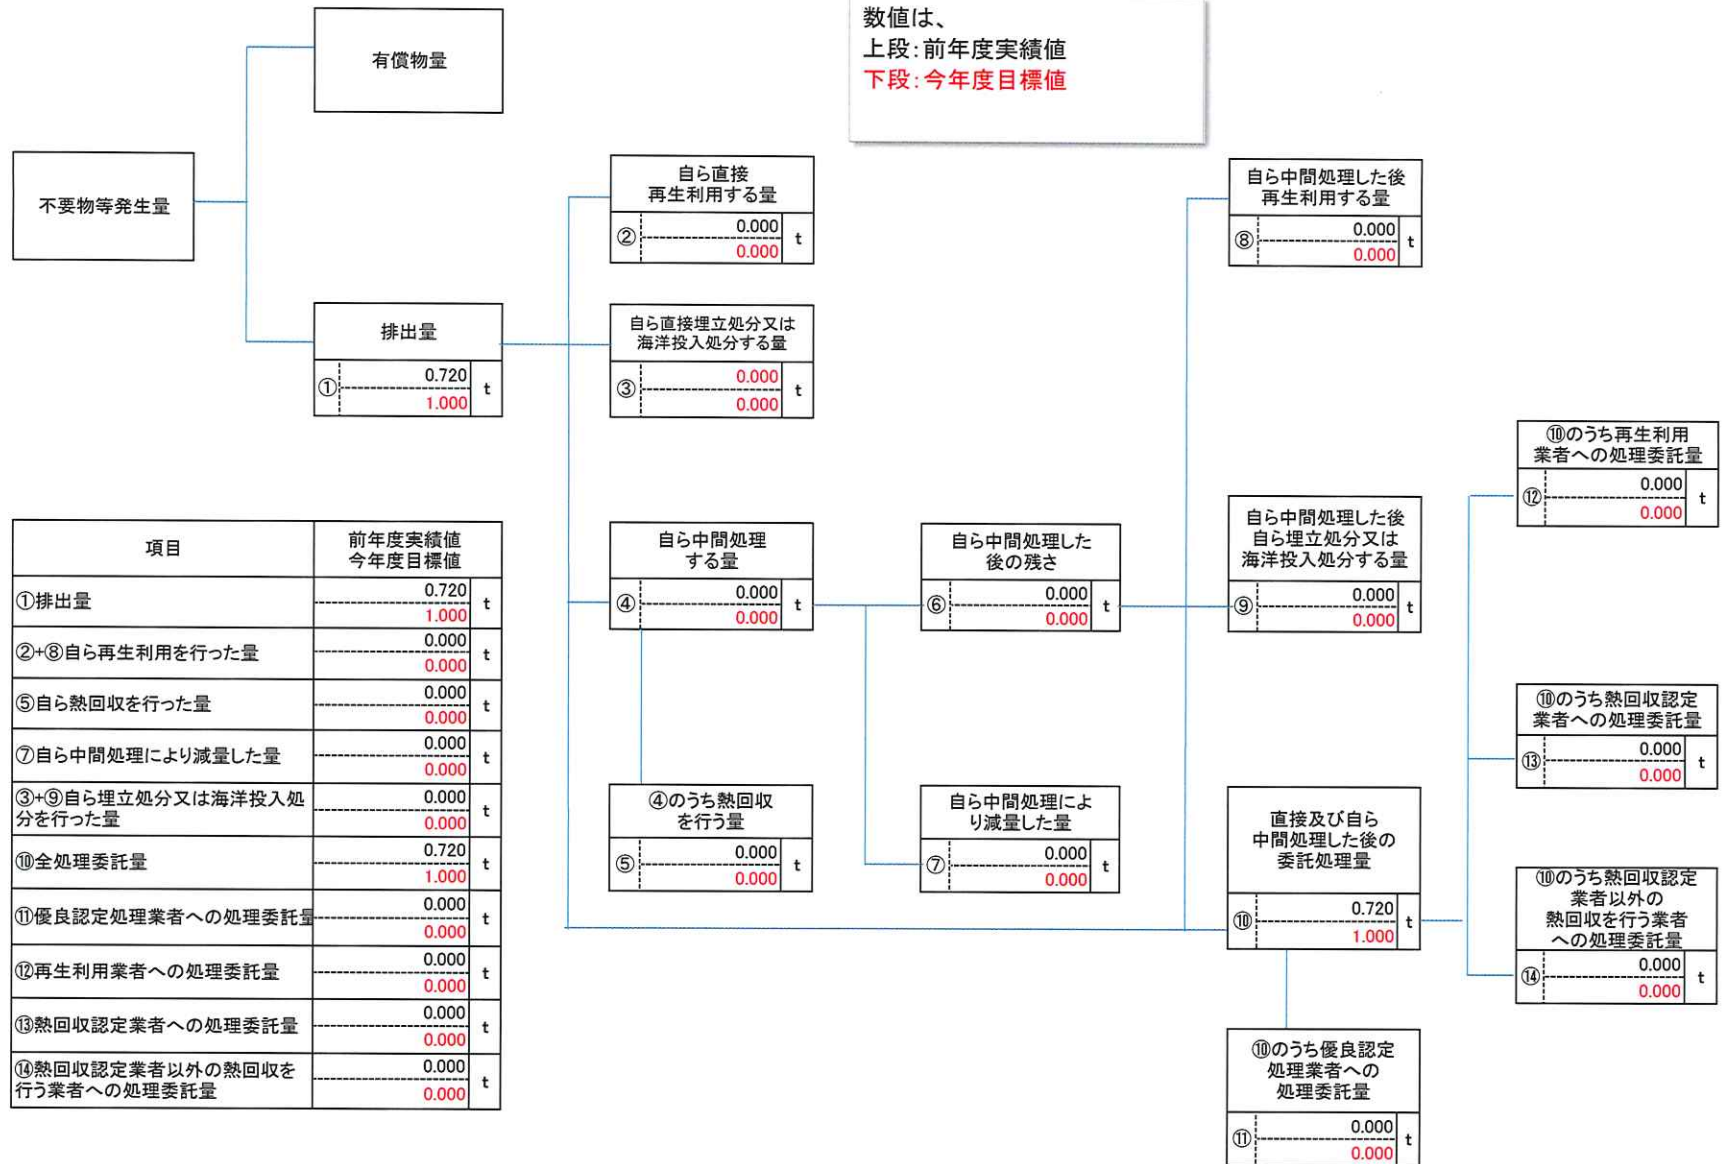 数値は、
上段：前年度実績値
下段：今年度目標値
有償物量
不要物等発生量
排出量
①
0.720
1.000
t
自ら直接
再生利用する量
②
0.000
0.000
t
自ら直接埋立処分又は
海洋投入処分する量
③
0.000
0.000
t
自ら中間処理
する量
④
0.000
0.000
t
④のうち熱回収
を行う量
⑤
0.000
0.000
t
自ら中間処理した
後の残さ
⑥
0.000
0.000
t
自ら中間処理によ
り減量した量
⑦
0.000
0.000
t
自ら中間処理した後
再生利用する量
⑧
0.000
0.000
t
自ら中間処理した後
自ら埋立処分又は
海洋投入処分する量
⑨
0.000
0.000
t
直接及び自ら
中間処理した後の
委託処理量
⑩
0.720
1.000
t
⑩のうち優良認定
処理業者への
処理委託量
⑪
0.000
0.000
t
⑩のうち再生利用
業者への処理委託量
⑫
0.000
0.000
t
⑩のうち熱回収認定
業者への処理委託量
⑬
0.000
0.000
t
⑩のうち熱回収認定
業者以外の
熱回収を行う業者
への処理委託量
⑭
0.000
0.000
t
項目
前年度実績値
今年度目標値
①排出量
0.720
1.000
t
②+⑧自ら再生利用を行った量
0.000
0.000
t
⑤自ら熱回収を行った量
0.000
0.000
t
⑦自ら中間処理により減量した量
0.000
0.000
t
③+⑨自ら埋立処分又は海洋投入処
分を行った量
0.000
0.000
t
⑩全処理委託量
0.720
1.000
t
⑪優良認定処理業者への処理委託量
0.000
0.000
t
⑫再生利用業者への処理委託量
0.000
0.000
t
⑬熱回収認定業者への処理委託量
0.000
0.000
t
⑭熱回収認定業者以外の熱回収を
行う業者への処理委託量
0.000
0.000
t